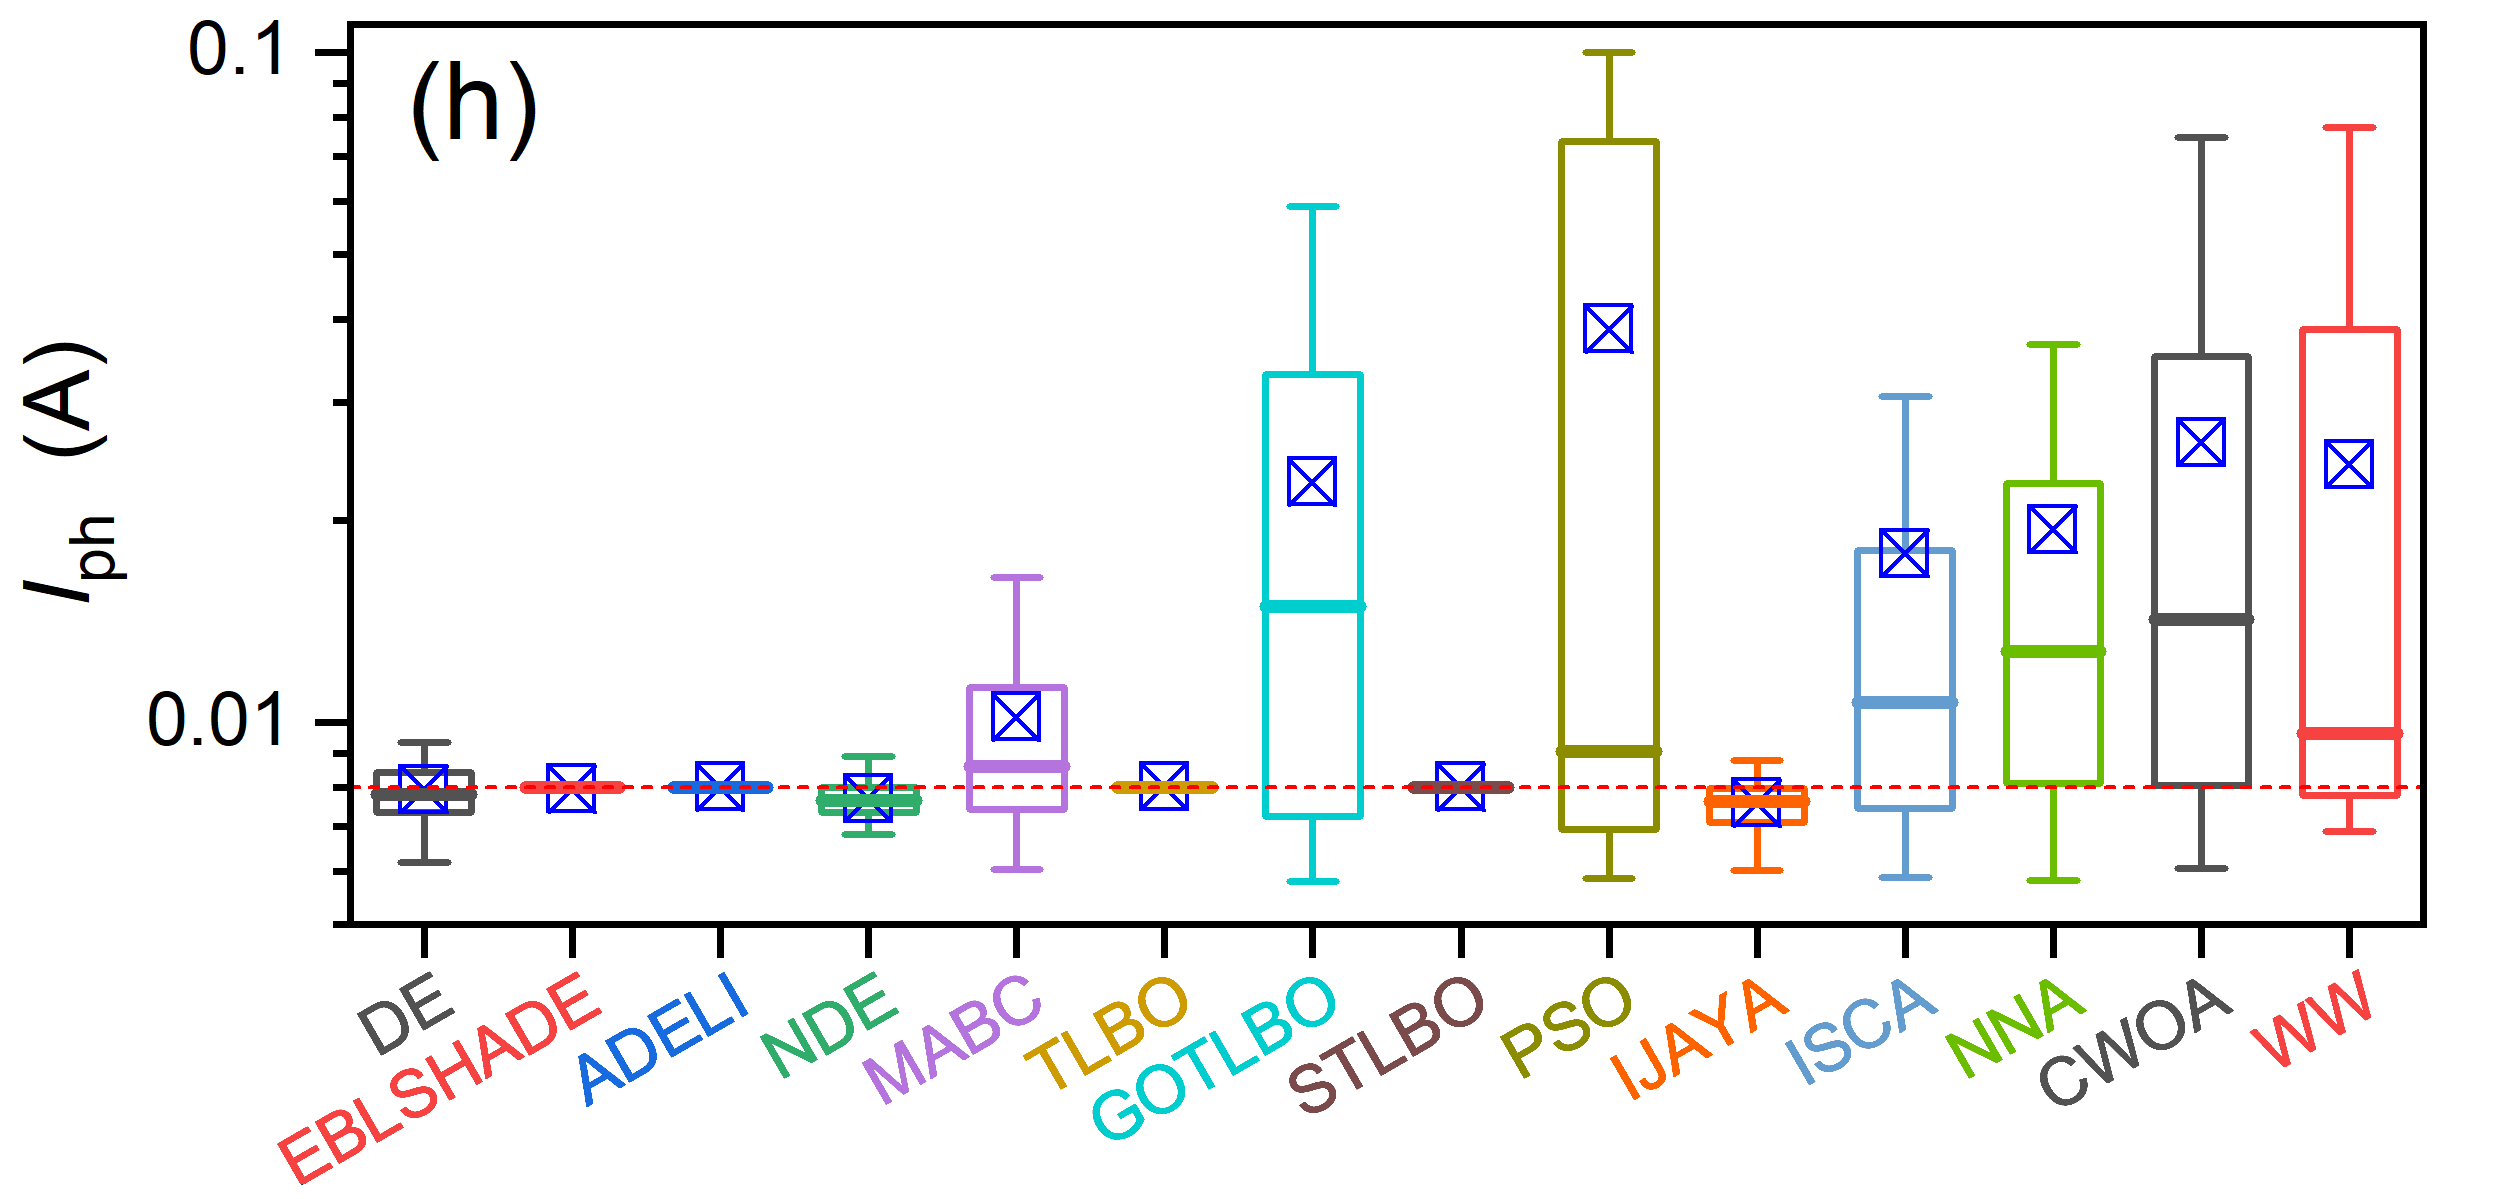 0.1
(h)
Iph (A)
0.01
DE
EBLSHADE
ADELI
NDE
MABC
TLBO
GOTLBO
STLBO
PSO
IJAYA
ISCA
NNA
CWOA
WW